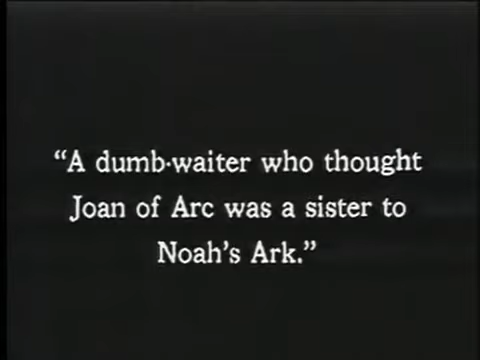 “A dumb-waiter who thought
Joan of Arc was a sister to
Noah’s Ark.”